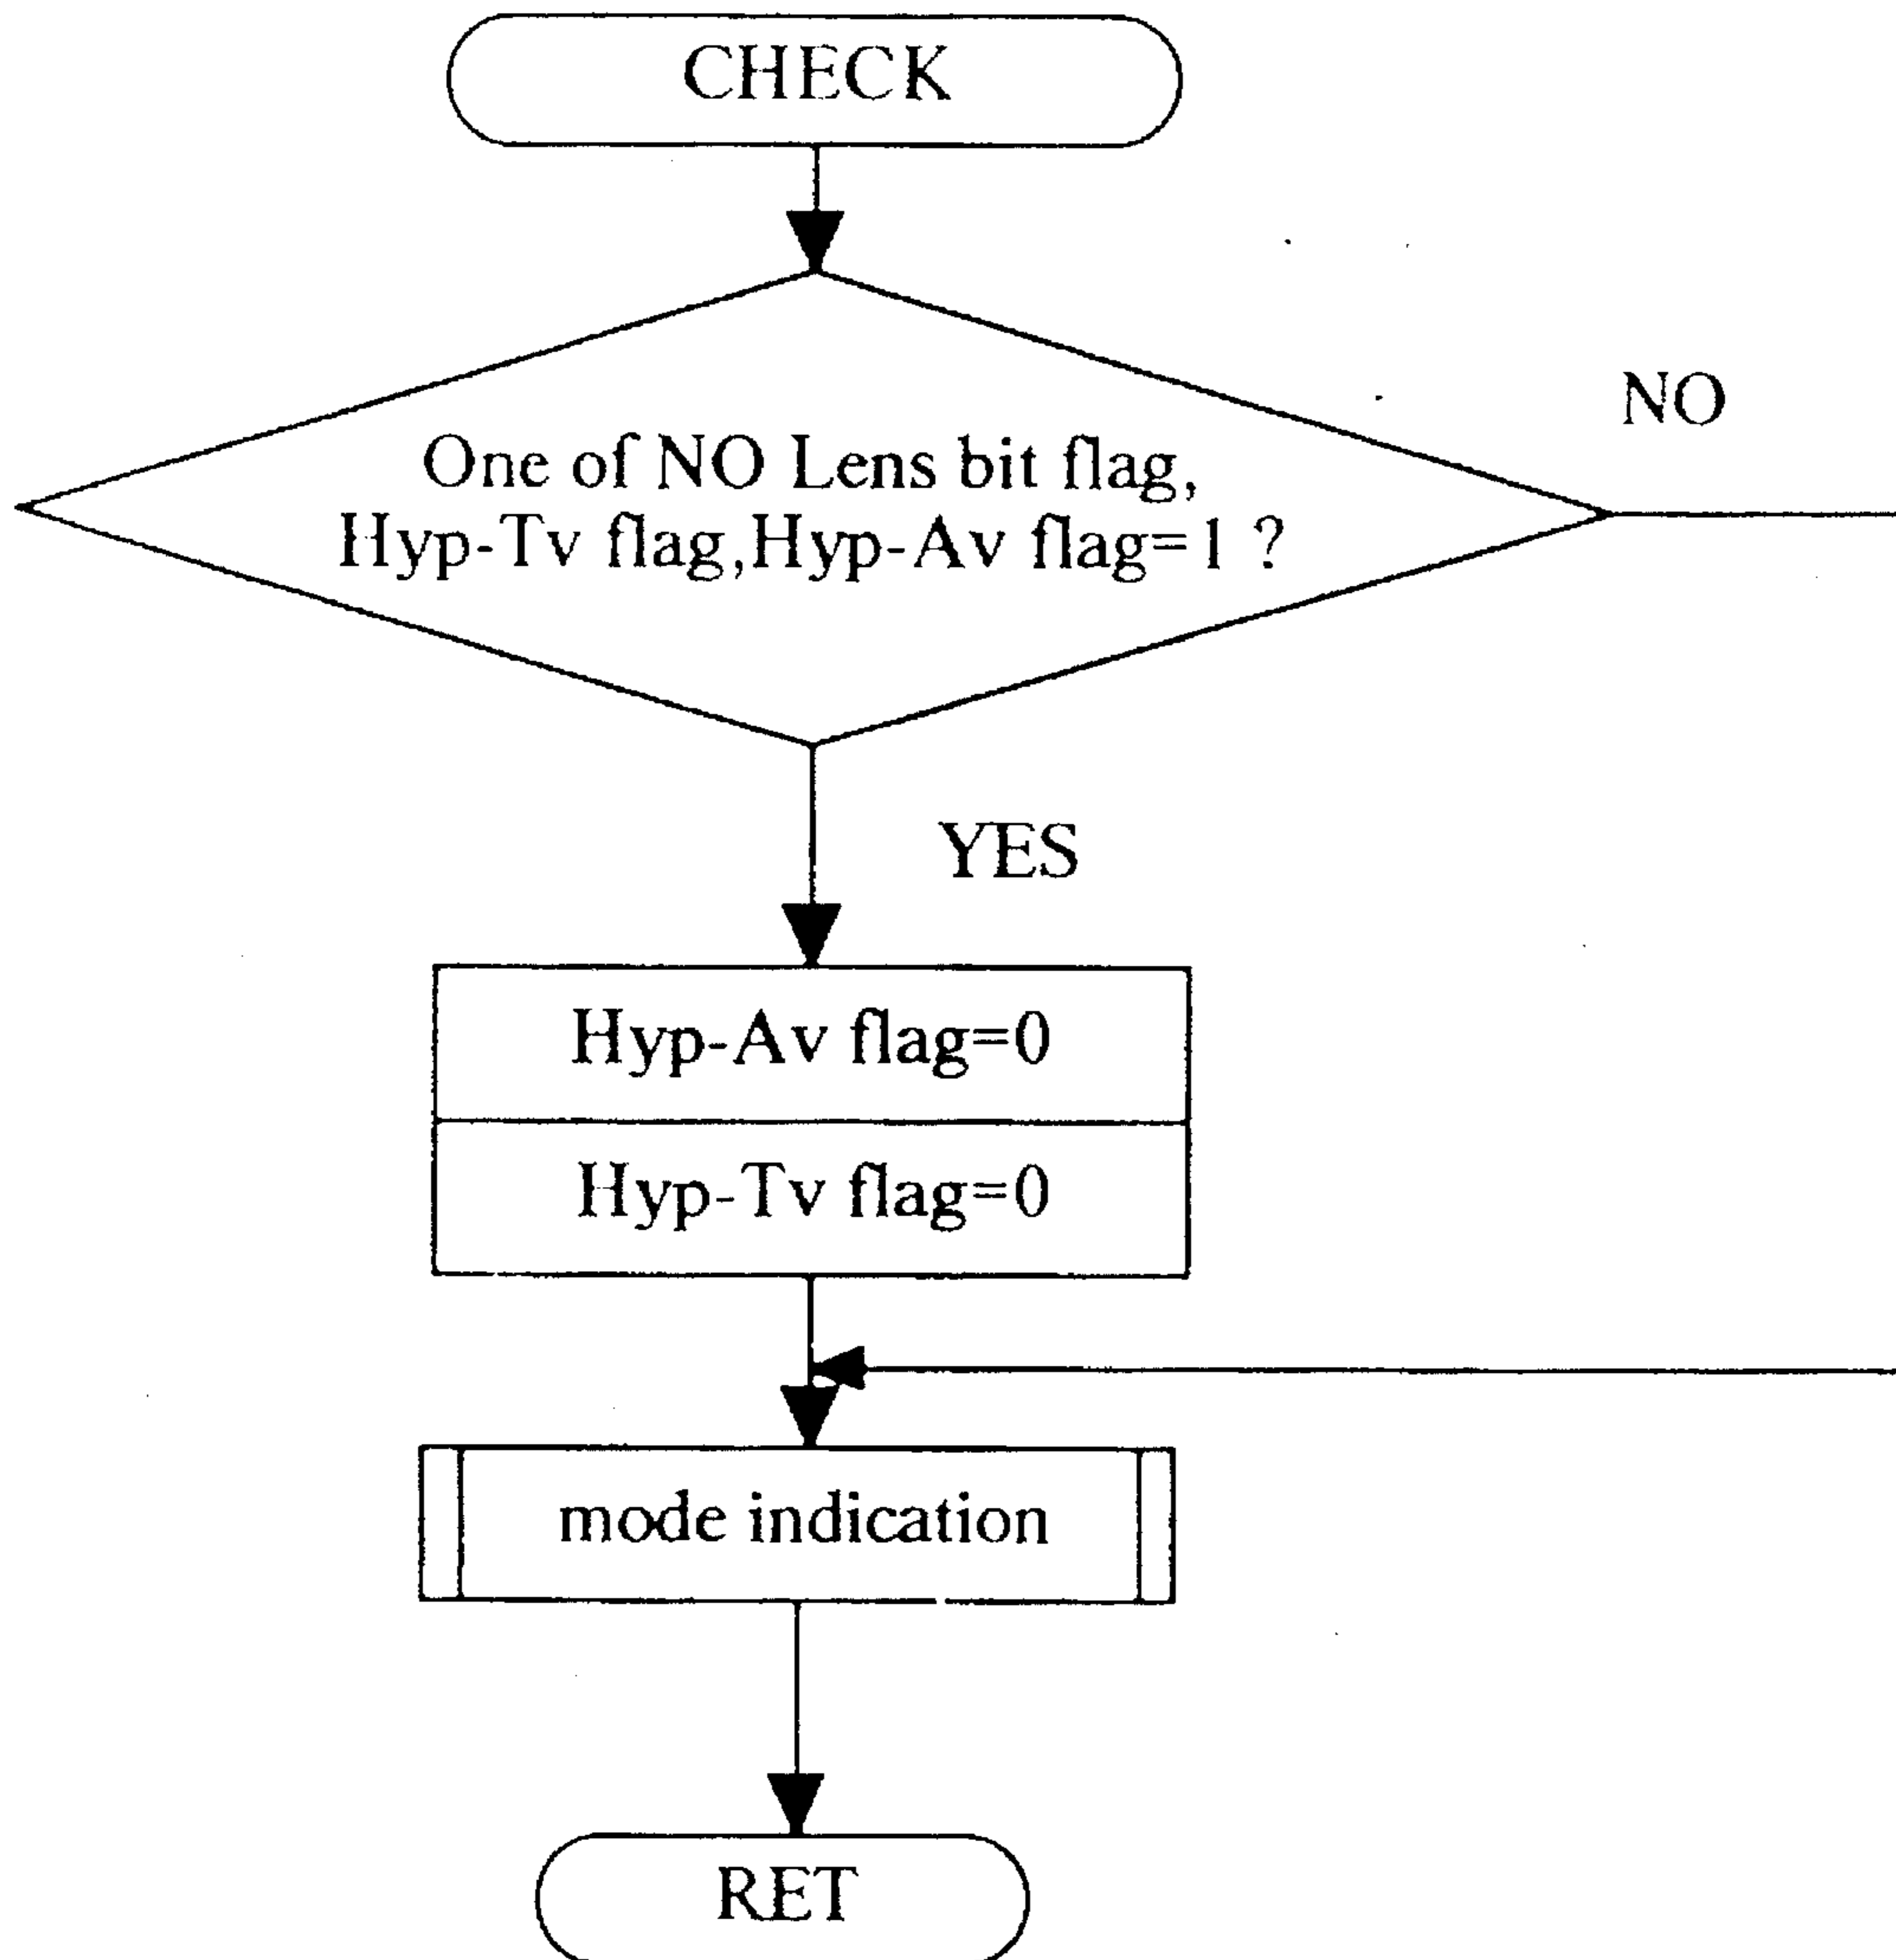 CHECK
NO
One of NO Lens bit flag,
Hyp-Tv flag,Hyp-Av flag=1 ?
YES
Hyp-Av flag=0
Hyp-Tv flag=0
mode indication
RET